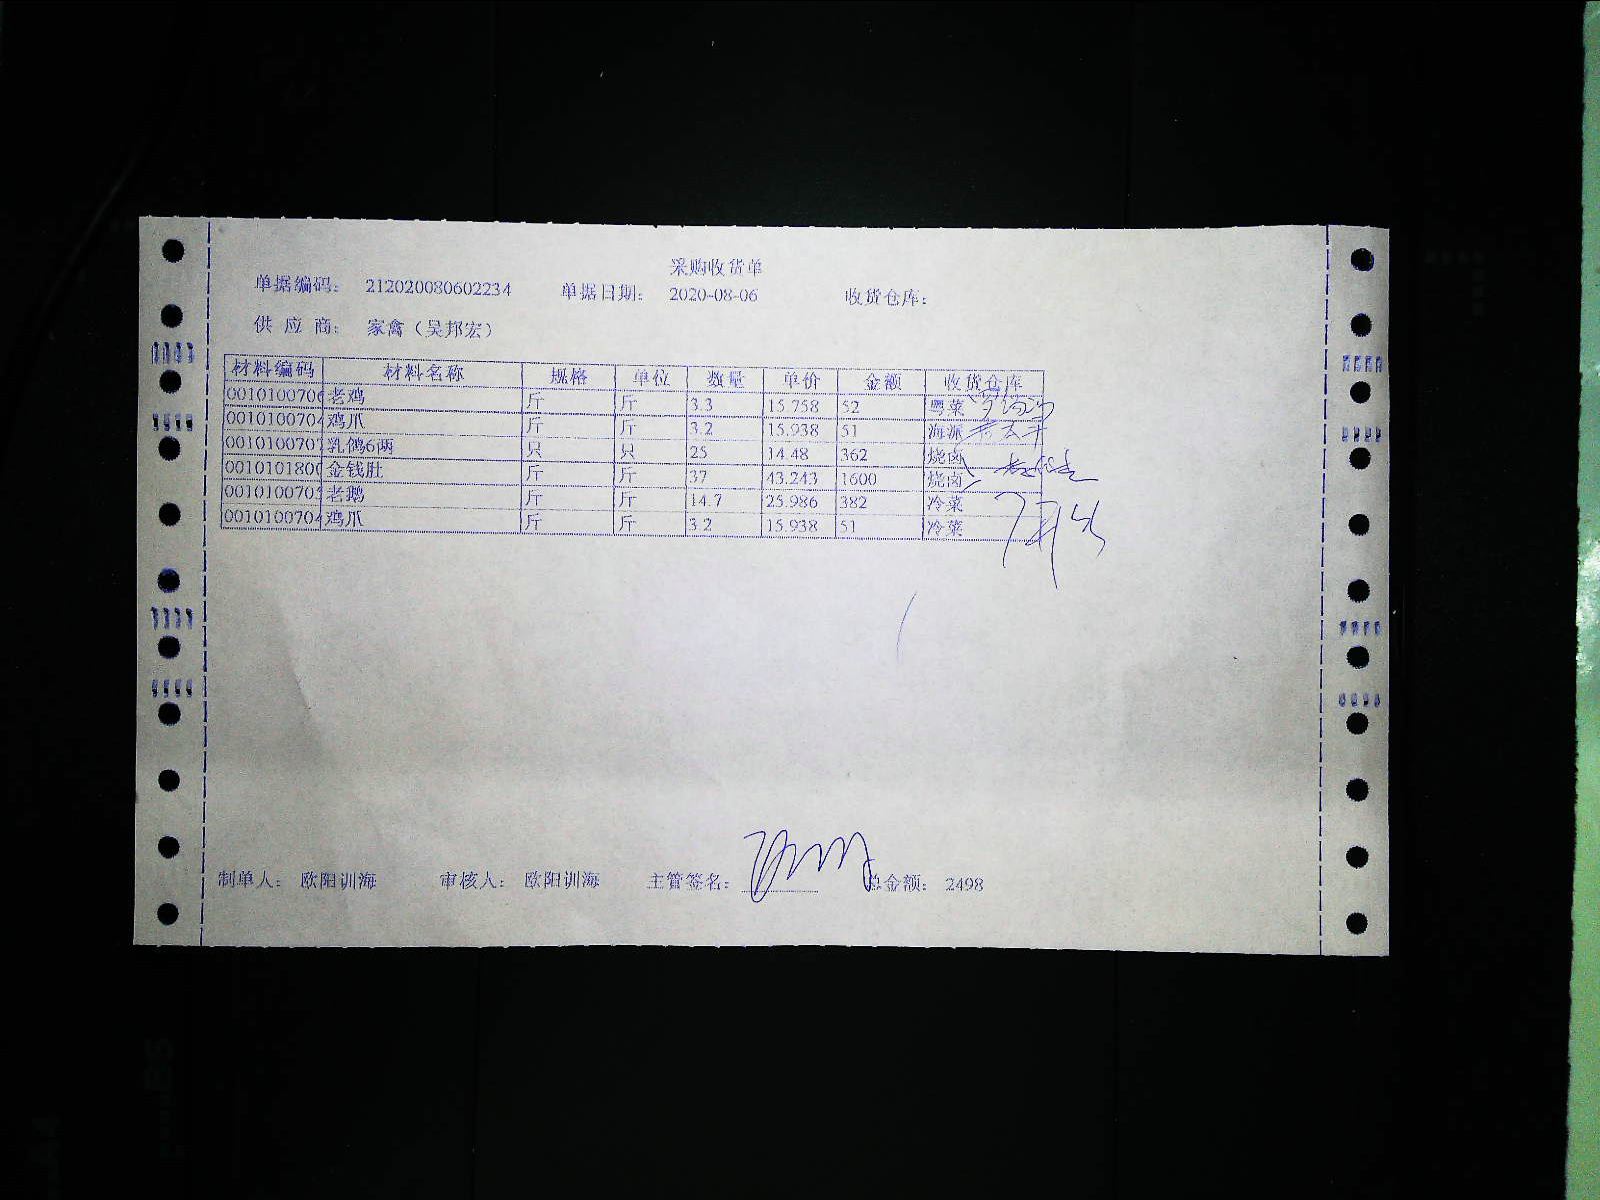 采购收货单
单据编码： 212020080602234 单据日期： 2020-08-06 收货仓库：
供 应 商： 家禽（吴邦宏）
材料编码 材料名称 规格 单位 数量 单价 金额 收货仓库
0010100706 老鸡 斤 斤 3.3 15.758 52 粤菜
0010100704 鸡爪 斤 斤 3.2 15.938 51 海派
0010100707 乳鸽6两 只 只 25 14.48 362 烧卤
0010101800 金钱肚 斤 斤 37 43.243 1600 烧卤
0010100703 老鹅 斤 斤 14.7 25.986 382 冷菜
0010100704 鸡爪 斤 斤 3.2 15.938 51 冷菜
制单人： 欧阳训海 审核人： 欧阳训海 主管签名： 总金额： 2498